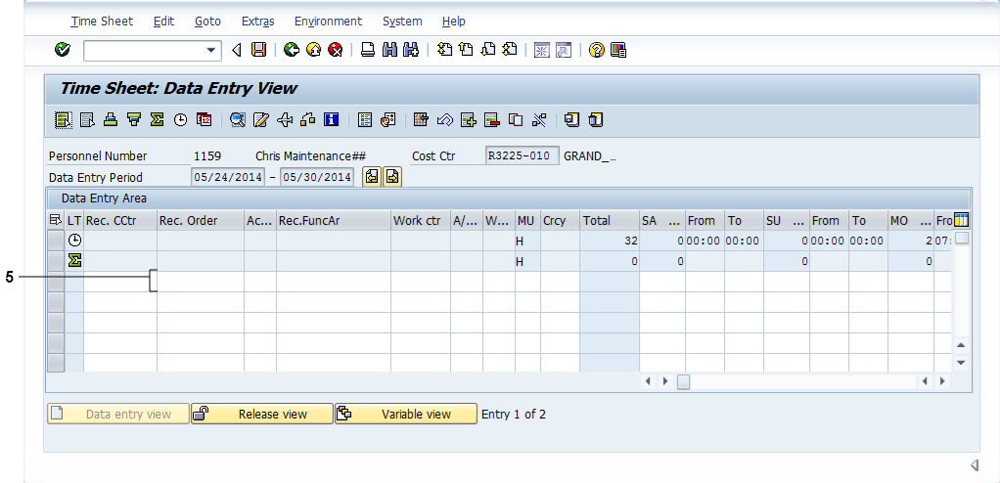 Time Sheet Edit Goto Extras Environment System Help
Time Sheet: Data Entry View
Personnel Number 1159 Chris Maintenance## Cost Ctr R3225-010 GRAND_...
Data Entry Period 05/24/2014 - 05/30/2014
Data Entry Area
LT Rec. CCtr Rec. Order Ac... Rec.FuncAr Work ctr A/... W... MU Crcy Total SA ... From To SU ... From To MO ... Fro
H 32 0 00:00 00:00 0 00:00 00:00 2 07:
H 0 0 0 0
5
Data entry view Release view Variable view Entry 1 of 2